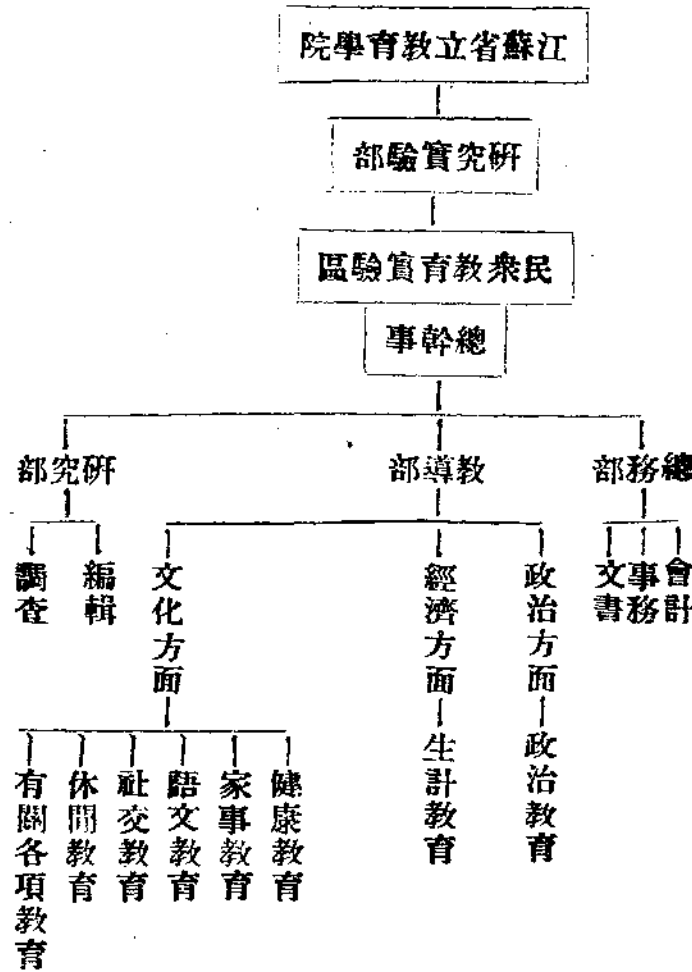 江蘇省立教育學院
研究實驗部
民衆教育實驗區
總幹事
總務部
教導部
研究部
會計
事務
文書
政治方面
經濟方面
文化方面
編輯
調查
政治教育
生計教育
健康教育
家事教育
語文教育
社交教育
休閒教育
有關各項教育